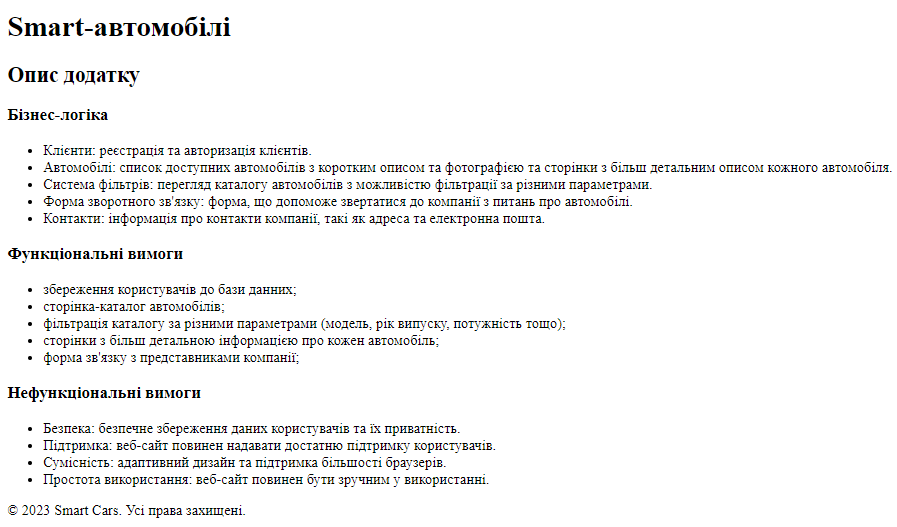 Smart-автомобілі
Опис додатку
Бізнес-логіка
• Клієнти: реєстрація та авторизація клієнтів.
• Автомобілі: список доступних автомобілів з коротким описом та фотографією та сторінки з більш детальним описом кожного автомобіля.
• Система фільтрів: перегляд каталогу автомобілів з можливістю фільтрації за різними параметрами.
• Форма зворотного зв'язку: форма, що допоможе звертатися до компанії з питань про автомобілі.
• Контакти: інформація про контакти компанії, такі як адреса та електронна пошта.
Функціональні вимоги
• збереження користувачів до бази данних;
• сторінка-каталог автомобілів;
• фільтрація каталогу за різними параметрами (модель, рік випуску, потужність тощо);
• сторінки з більш детальною інформацією про кожен автомобіль;
• форма зв'язку з представниками компанії;
Нефункціональні вимоги
• Безпека: безпечне збереження даних користувачів та їх приватність.
• Підтримка: веб-сайт повинен надавати достатню підтримку користувачів.
• Сумісність: адаптивний дизайн та підтримка більшості браузерів.
• Простота використання: веб-сайт повинен бути зручним у використанні.
© 2023 Smart Cars. Усі права захищені.